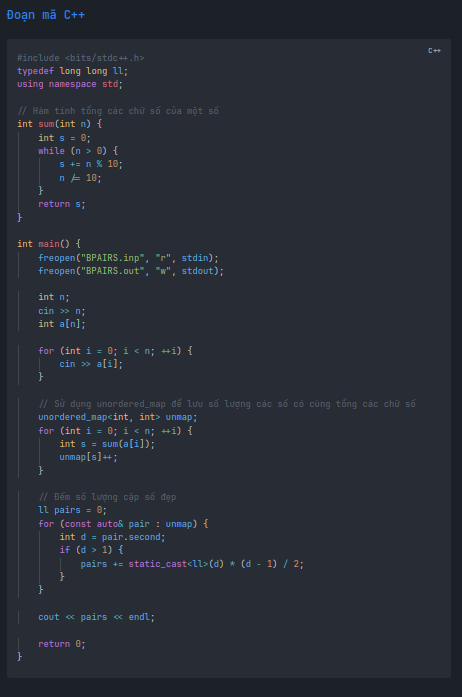 Đoạn mã C++
C++
#include <bits/stdc++.h>
typedef long long ll;
using namespace std;
// Hàm tính tổng các chữ số của một số
int sum(int n) {
int s = 0;
while (n > 0) {
s += n % 10;
n /= 10;
}
return s;
}
int main() {
freopen("BPAIRS.inp", "r", stdin);
freopen("BPAIRS.out", "w", stdout);
int n;
cin >> n;
int a[n];
for (int i = 0; i < n; ++i) {
cin >> a[i];
}
// Sử dụng unordered_map để lưu số lượng các số có cùng tổng các chữ số
unordered_map<int, int> unmap;
for (int i = 0; i < n; ++i) {
int s = sum(a[i]);
unmap[s]++;
}
// Đếm số lượng cặp số đẹp
ll pairs = 0;
for (const auto& pair : unmap) {
int d = pair.second;
if (d > 1) {
pairs += static_cast<ll>(d) * (d - 1) / 2;
}
}
cout << pairs << endl;
return 0;
}